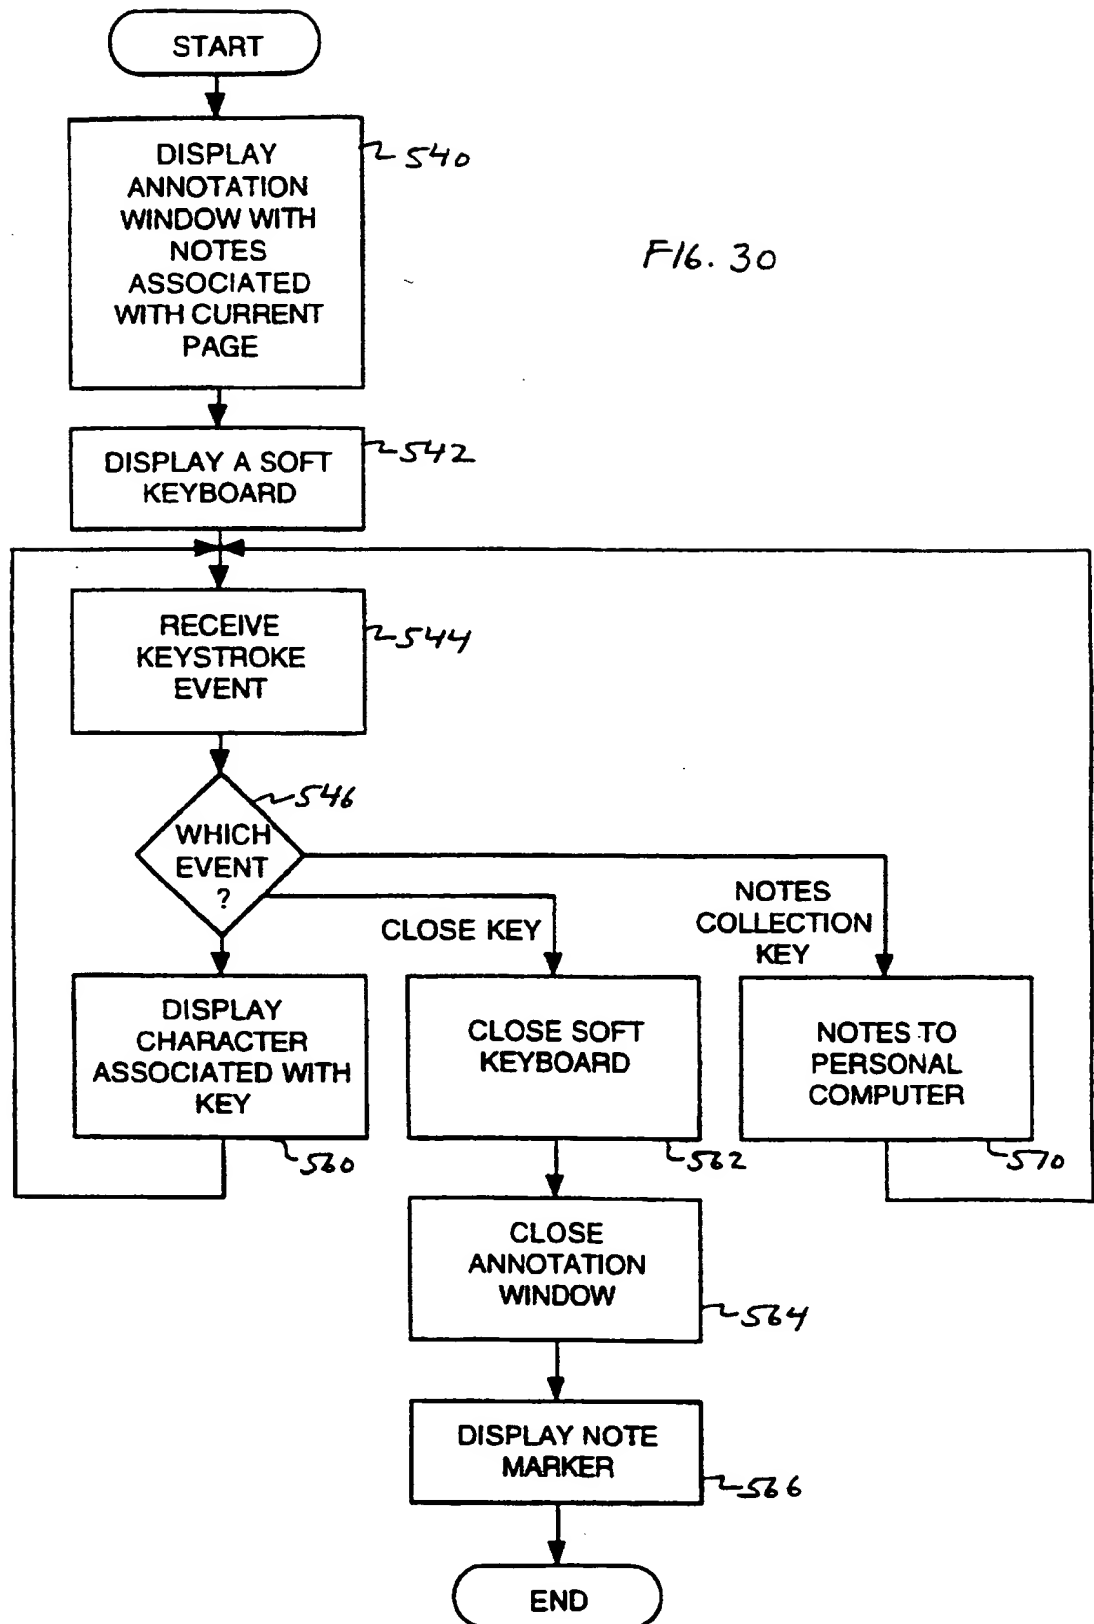 START
DISPLAY
ANNOTATION
WINDOW WITH
NOTES
ASSOCIATED
WITH CURRENT
PAGE
540
FIG. 30
DISPLAY A SOFT
KEYBOARD
542
RECEIVE
KEYSTROKE
EVENT
544
WHICH
EVENT
?
546
CLOSE KEY
NOTES
COLLECTION
KEY
DISPLAY
CHARACTER
ASSOCIATED WITH
KEY
560
CLOSE SOFT
KEYBOARD
562
NOTES TO
PERSONAL
COMPUTER
570
CLOSE
ANNOTATION
WINDOW
564
DISPLAY NOTE
MARKER
566
END